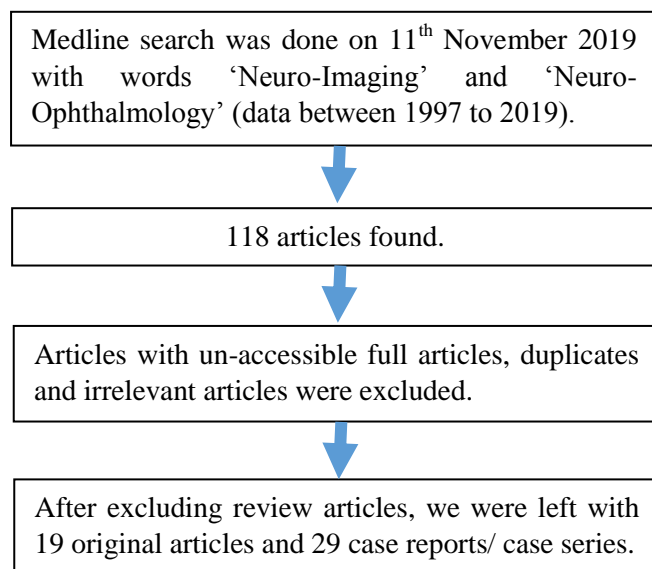 Medline search was done on 11th November 2019
with words ‘Neuro-Imaging’ and ‘Neuro-
Ophthalmology’ (data between 1997 to 2019).
118 articles found.
Articles with un-accessible full articles, duplicates
and irrelevant articles were excluded.
After excluding review articles, we were left with
19 original articles and 29 case reports/ case series.